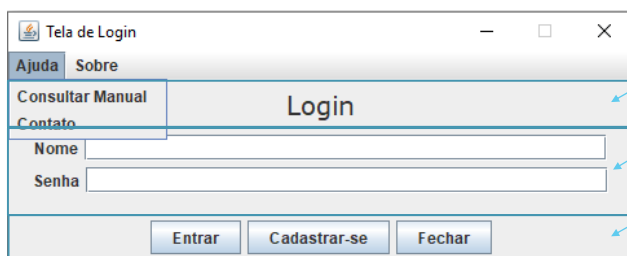 Tela de Login
Ajuda Sobre
Consultar Manual
Login
Contato
Nome
Senha
Entrar Cadastrar-se Fechar